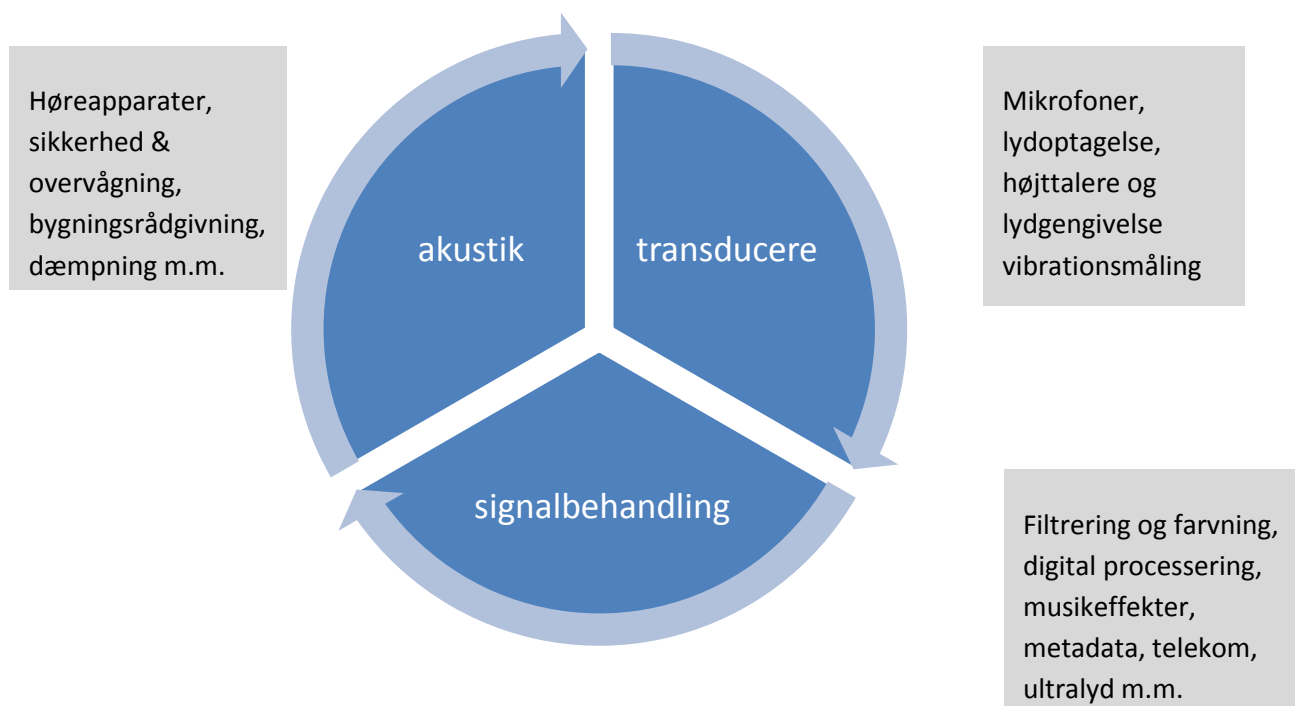 Høreapparater,
sikkerhed &
overvågning,
bygningsrådgivning,
dæmpning m.m.
akustik
transducere
Mikrofoner,
lydoptagelse,
højttalere og
lydgengivelse
vibrationsmåling
signalbehandling
Filtrering og farvning,
digital processering,
musikeffekter,
metadata, telekom,
ultralyd m.m.